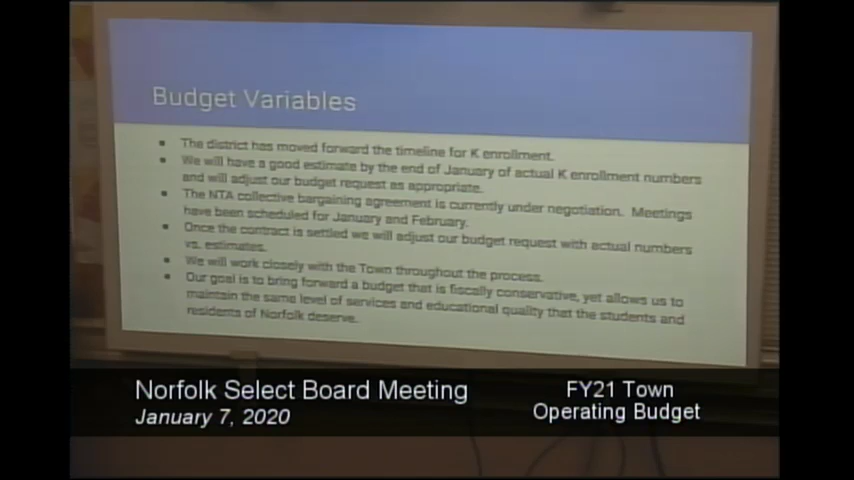 Budget Variables
▪ The district has moved forward the timeline for K enrollment.
▪ We will have a good estimate by the end of January of actual K enrollment numbers
and will adjust our budget request as appropriate.
▪ The NTA collective bargaining agreement is currently under negotiation. Meetings
have been scheduled for January and February.
▪ Once the contract is settled we will adjust our budget request with actual numbers
vs. estimates.
▪ We will work closely with the Town throughout the process.
▪ Our goal is to bring forward a budget that is fiscally conservative, yet allows us to
maintain the same level of services and educational quality that the students and
residents of Norfolk deserve.
Norfolk Select Board Meeting
January 7, 2020
FY21 Town
Operating Budget